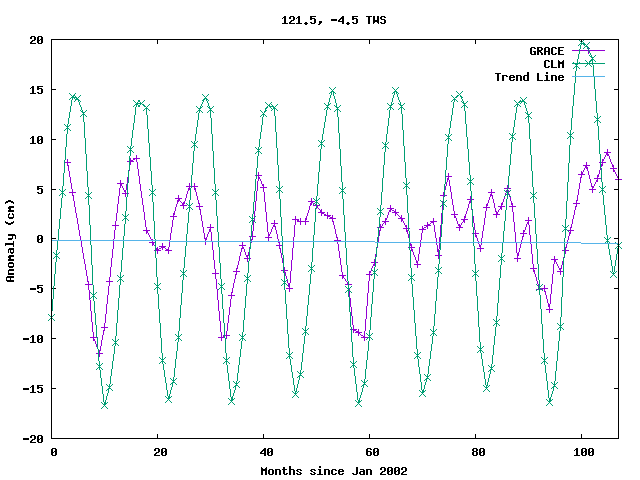 121.5, -4.5 TWS
GRACE
CLM
Trend Line
20
15
10
5
0
-5
-10
-15
-20
Anomaly (cm)
0 20 40 60 80 100
Months since Jan 2002